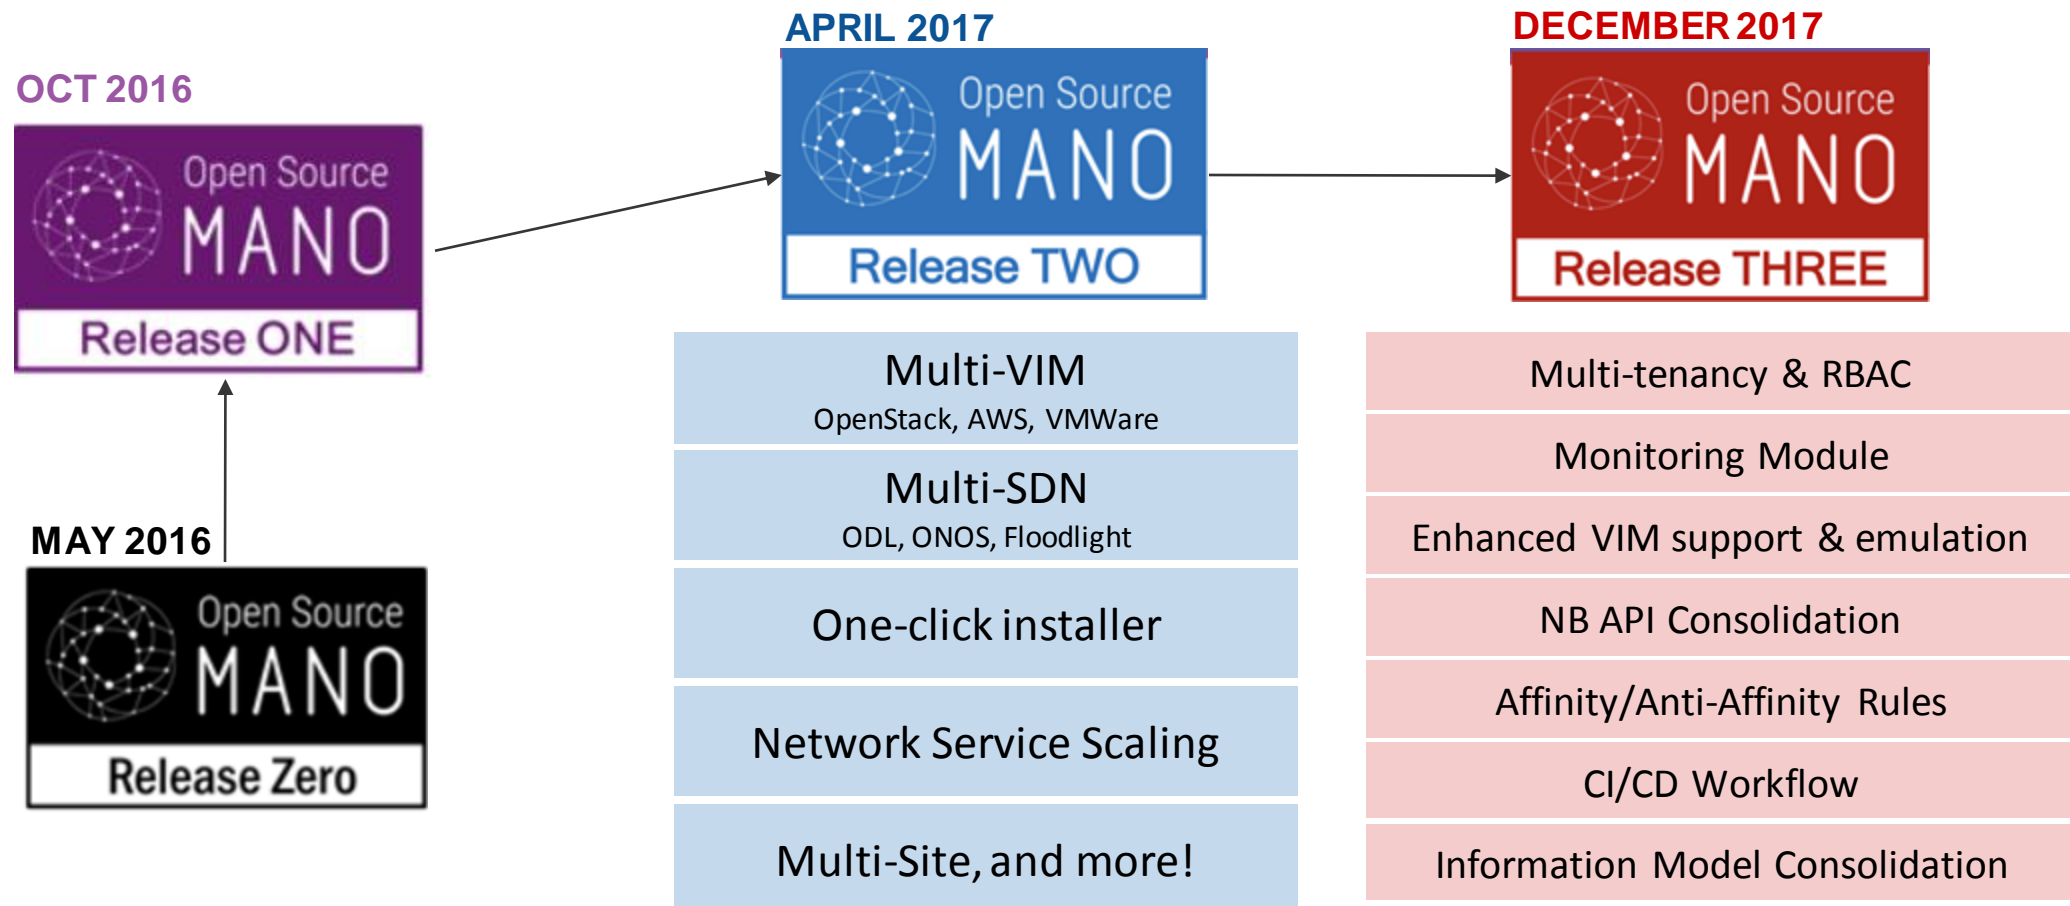 OCT 2016
Open Source
MANO
Release ONE
MAY 2016
Open Source
MANO
Release Zero
APRIL 2017
Open Source
MANO
Release TWO
Multi-VIM
OpenStack, AWS, VMWare
Multi-SDN
ODL, ONOS, Floodlight
One-click installer
Network Service Scaling
Multi-Site, and more!
DECEMBER 2017
Open Source
MANO
Release THREE
Multi-tenancy & RBAC
Monitoring Module
Enhanced VIM support & emulation
NB API Consolidation
Affinity/Anti-Affinity Rules
CI/CD Workflow
Information Model Consolidation